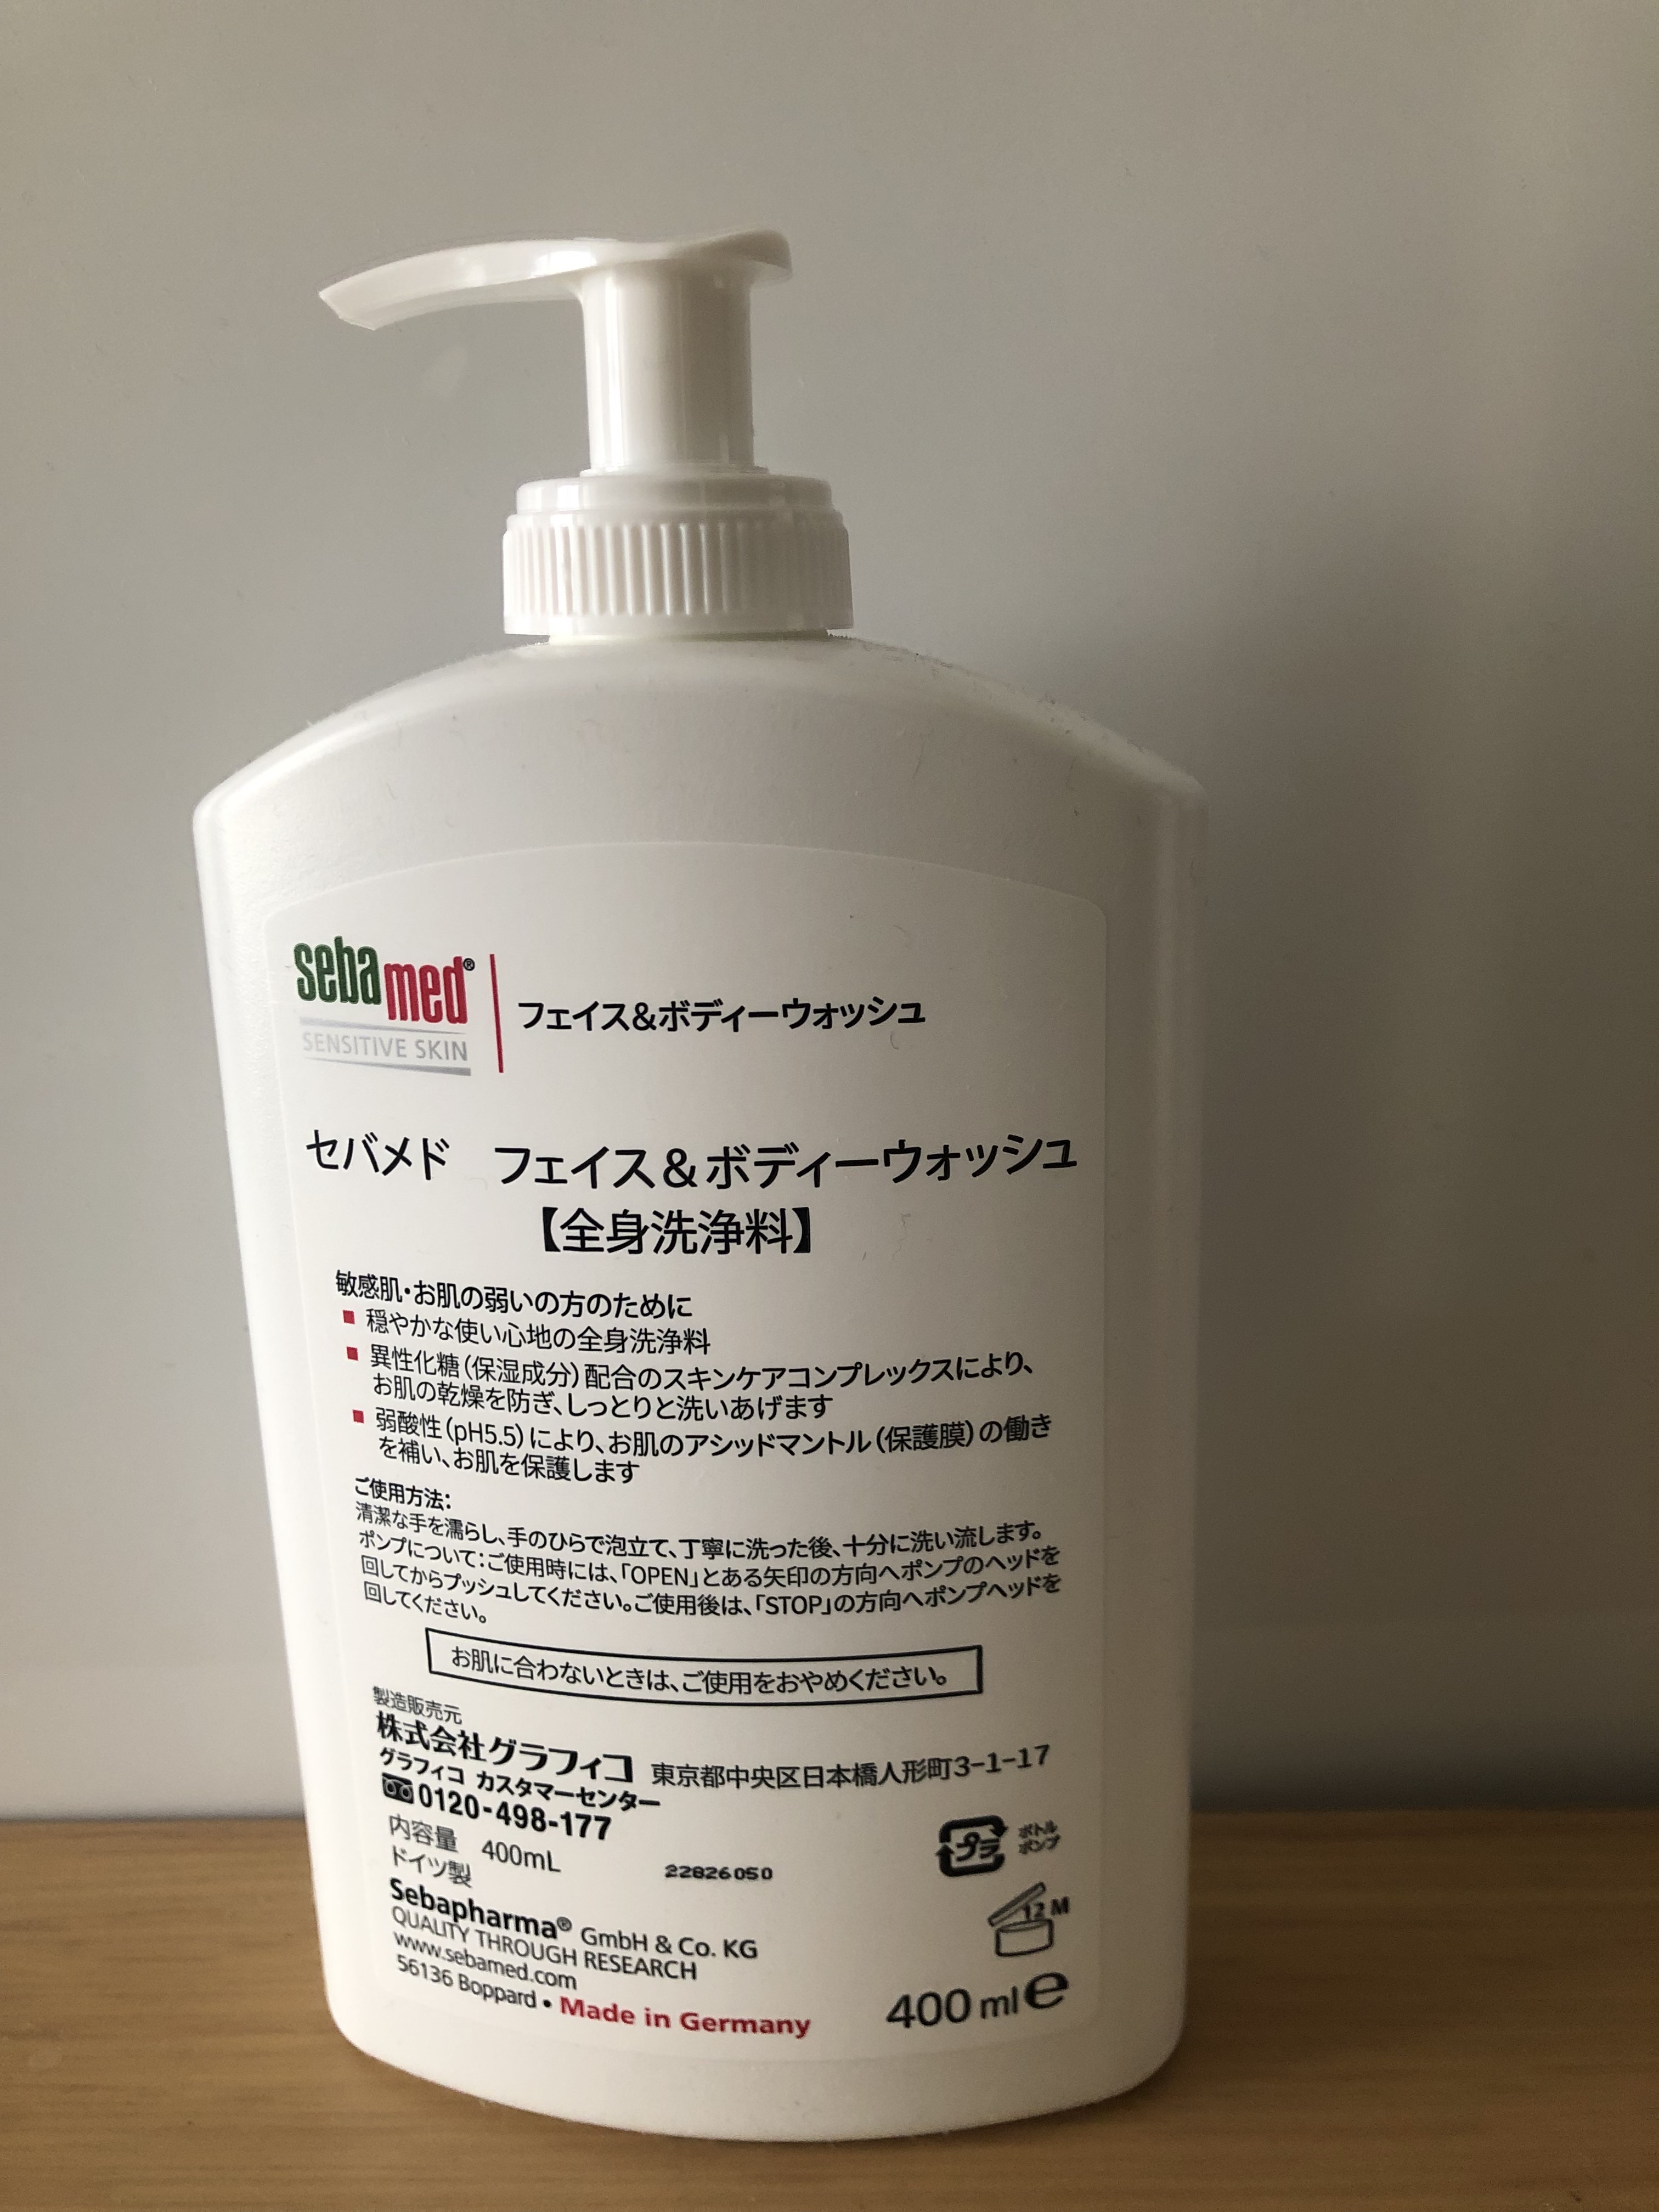 sebamed®
SENSITIVE SKIN
フェイス&ボディーウォッシュ
セバメド フェイス&ボディーウォッシュ
【全身洗浄料】
敏感肌・お肌の弱いの方のために
穏やかな使い心地の全身洗浄料
異性化糖(保湿成分)配合のスキンケアコンプレックスにより、
お肌の乾燥を防ぎ、しっとりと洗いあげます
弱酸性(pH5.5)により、お肌のアシッドマントル(保護膜)の働き
を補い、お肌を保護します
ご使用方法:
清潔な手を濡らし、手のひらで泡立て、丁寧に洗った後、十分に洗い流します。
ポンプについて:ご使用時には、「OPEN」とある矢印の方向へポンプのヘッドを
回してからプッシュしてください。ご使用後は、「STOP」の方向へポンプヘッドを
回してください。
お肌に合わないときは、ご使用をおやめください。
製造販売元
株式会社グラフィコ 東京都中央区日本橋人形町3-1-17
グラフィコ カスタマーセンター
0120-498-177
内容量 400mL
ドイツ製
22826050
プラ ボトル
ポンプ
Sebapharma® GmbH & Co. KG
QUALITY THROUGH RESEARCH
www.sebamed.com
56136 Boppard • Made in Germany
12 M
400 ml e